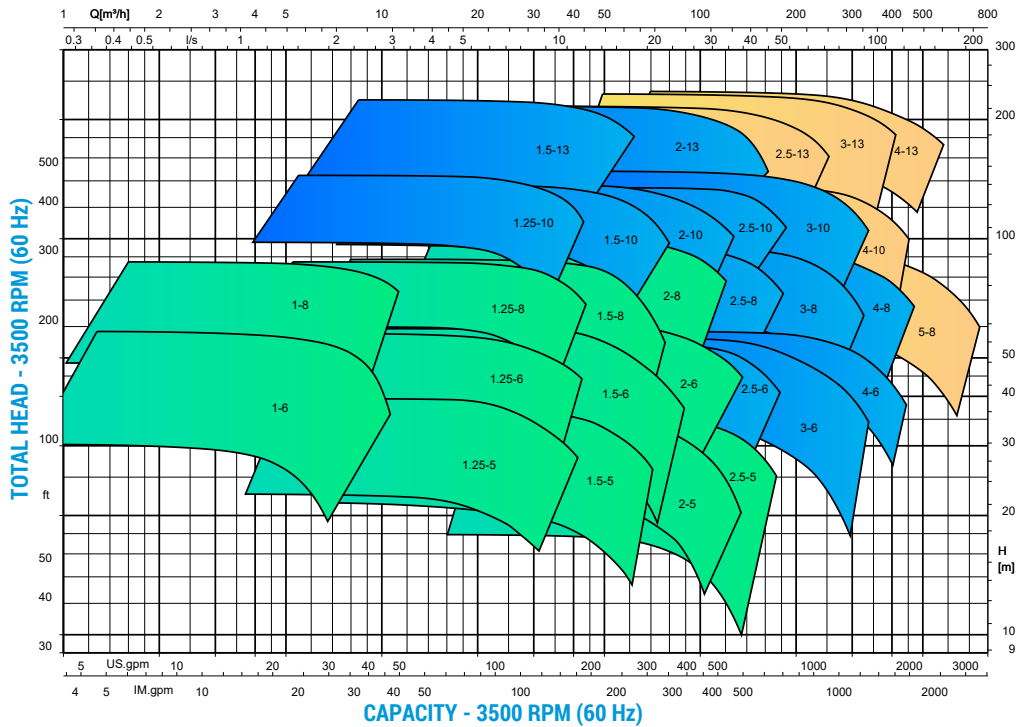 1 Q[m³/h] 2 3 4 5 10 20 30 40 50 100 200 300 400 500 800
0.3 0.4 0.5 l/s 1 2 3 4 5 10 20 30 40 50 100 200
300
200
100
50
40
30
20
H
[m]
10
9
TOTAL HEAD - 3500 RPM (60 Hz)
500
400
300
200
100
ft
50
40
30
1.5-13 2-13 2.5-13 3-13 4-13
1.25-10 1.5-10 2-10 2.5-10 3-10 4-10
1-8 1.25-8 1.5-8 2-8 2.5-8 3-8 4-8 5-8
1-6 1.25-6 1.5-6 2-6 2.5-6 3-6 4-6
1.25-5 1.5-5 2-5 2.5-5
5 US.gpm 10 20 30 40 50 100 200 300 400 500 1000 2000 3000
4 5 IM.gpm 10 20 30 40 50 100 200 300 400 500 1000 2000
CAPACITY - 3500 RPM (60 Hz)